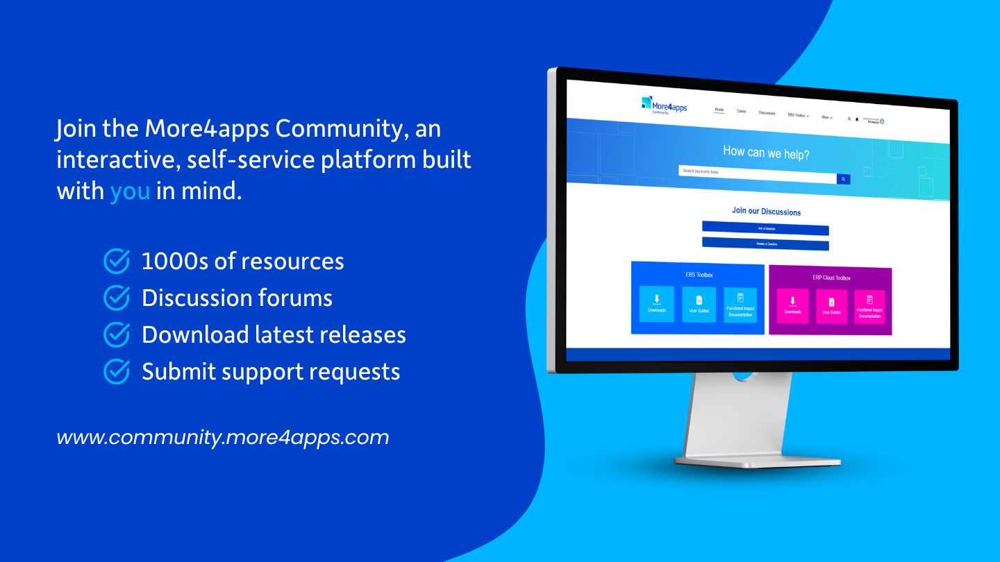 Join the More4apps Community, an
interactive, self-service platform built
with you in mind.
1000s of resources
Discussion forums
Download latest releases
Submit support requests
www.community.more4apps.com
More4apps
Community
Home
Cases
Discussions
EBS Toolbox
More
How can we help?
Search keywords here...
Join our Discussions
Ask a Question
Answer a Question
EBS Toolbox
Downloads
User Guides
Functional Impact
Documentation
ERP Cloud Toolbox
Downloads
User Guides
Functional Impact
Documentation